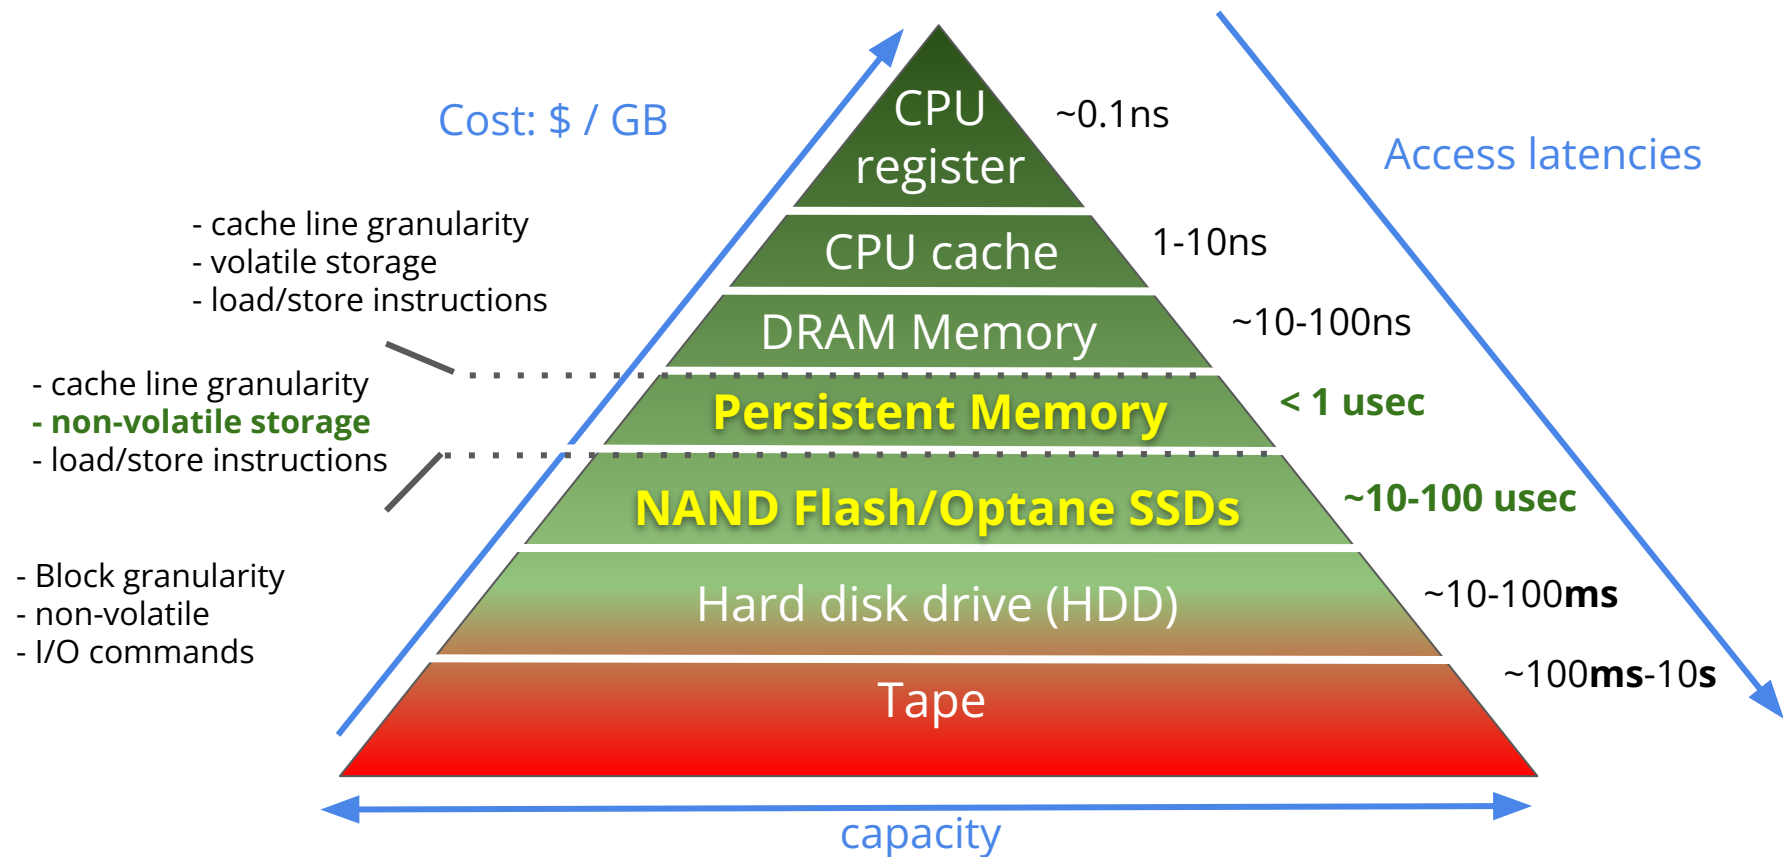 Cost: $ / GB
Access latencies
CPU
register
~0.1ns
CPU cache
1-10ns
DRAM Memory
~10-100ns
Persistent Memory
< 1 usec
NAND Flash/Optane SSDs
~10-100 usec
Hard disk drive (HDD)
~10-100ms
Tape
~100ms-10s
- cache line granularity
- volatile storage
- load/store instructions
- cache line granularity
- non-volatile storage
- load/store instructions
- Block granularity
- non-volatile
- I/O commands
capacity